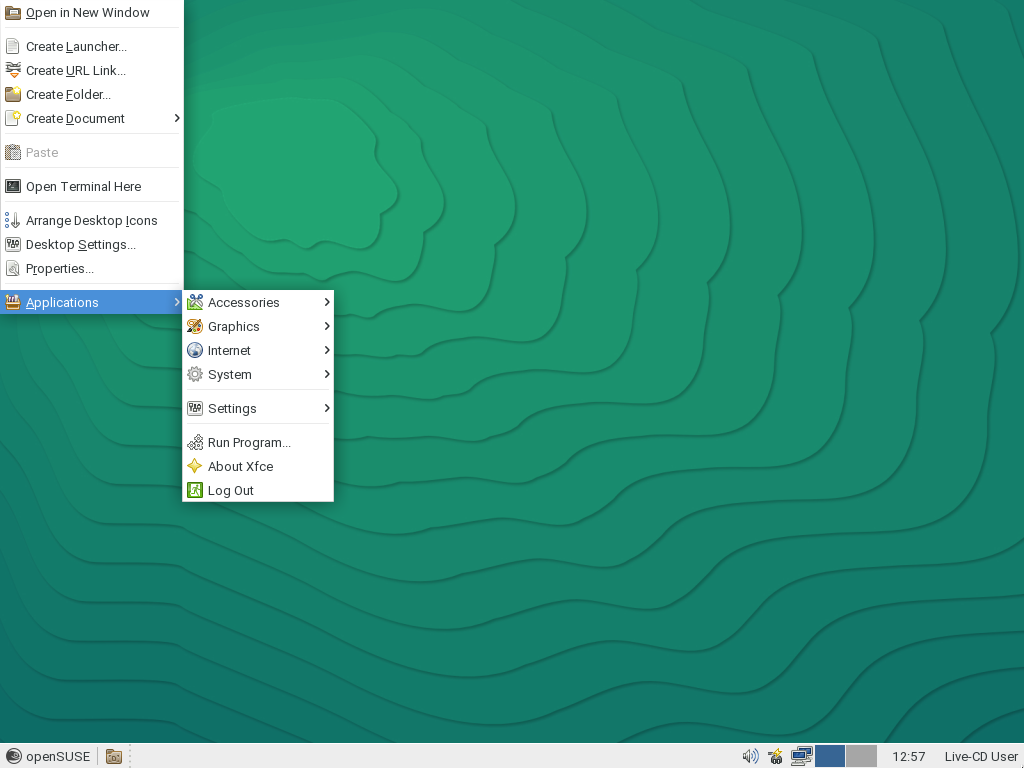 Open in New Window
Create Launcher...
Create URL Link...
Create Folder...
Create Document
Paste
Open Terminal Here
Arrange Desktop Icons
Desktop Settings...
Properties...
Applications
Accessories
Graphics
Internet
System
Settings
Run Program...
About Xfce
Log Out
openSUSE
12:57
Live-CD User